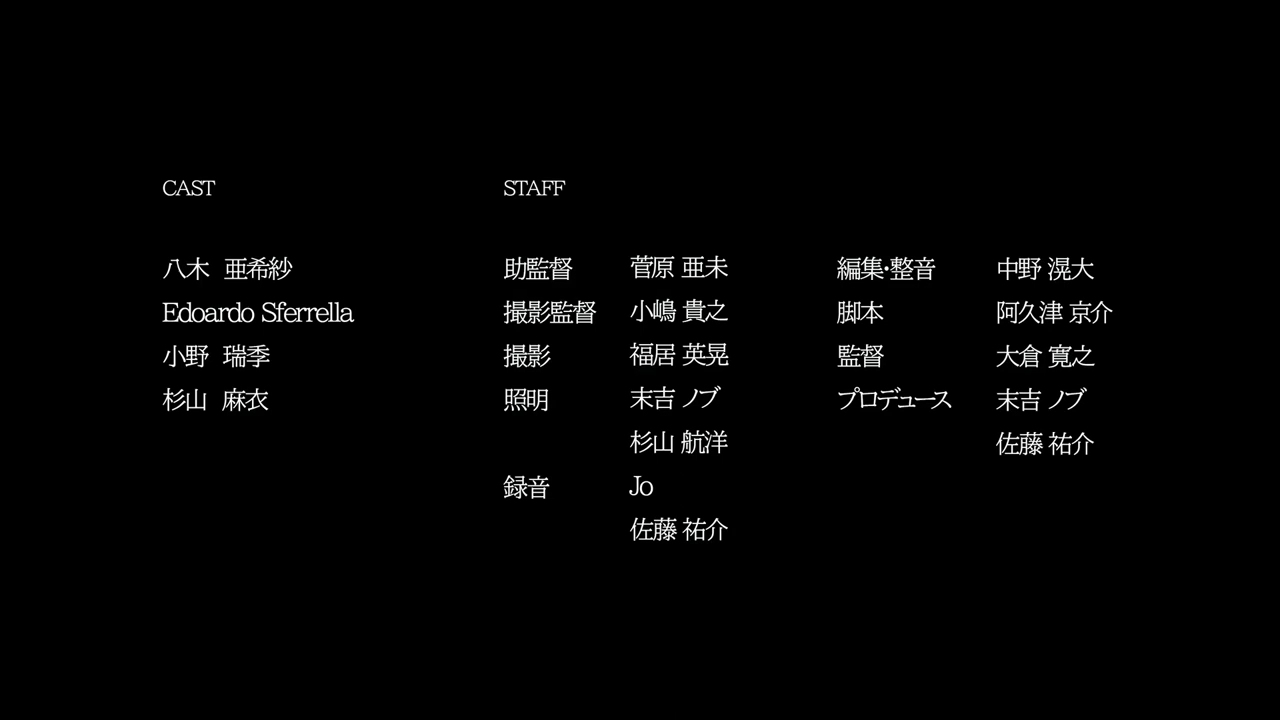 CAST
八木 亜希紗
Edoardo Sferrella
小野 瑞季
杉山 麻衣
STAFF
助監督 菅原 亜未
撮影監督 小嶋 貴之
撮影 福居 英晃
照明 末吉 ノブ
杉山 航洋
録音 Jo
佐藤 祐介
編集・整音 中野 滉大
脚本 阿久津 京介
監督 大倉 寛之
プロデュース 末吉 ノブ
佐藤 祐介